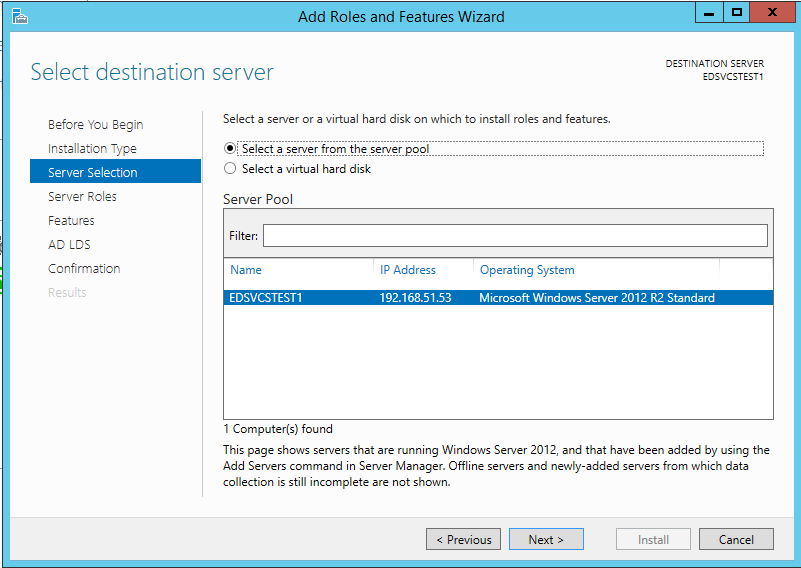 Add Roles and Features Wizard
Select destination server
DESTINATION SERVER
EDSVCSTEST1
Before You Begin
Installation Type
Server Selection
Server Roles
Features
AD LDS
Confirmation
Results
Select a server or a virtual hard disk on which to install roles and features.
Select a server from the server pool
Select a virtual hard disk
Server Pool
Filter:
Name IP Address Operating System
EDSVCSTEST1 192.168.51.53 Microsoft Windows Server 2012 R2 Standard
1 Computer(s) found
This page shows servers that are running Windows Server 2012, and that have been added by using the
Add Servers command in Server Manager. Offline servers and newly-added servers from which data
collection is still incomplete are not shown.
< Previous Next > Install Cancel